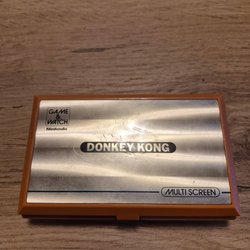 GAME &
WATCH
Nintendo
DONKEY KONG
MULTI SCREEN